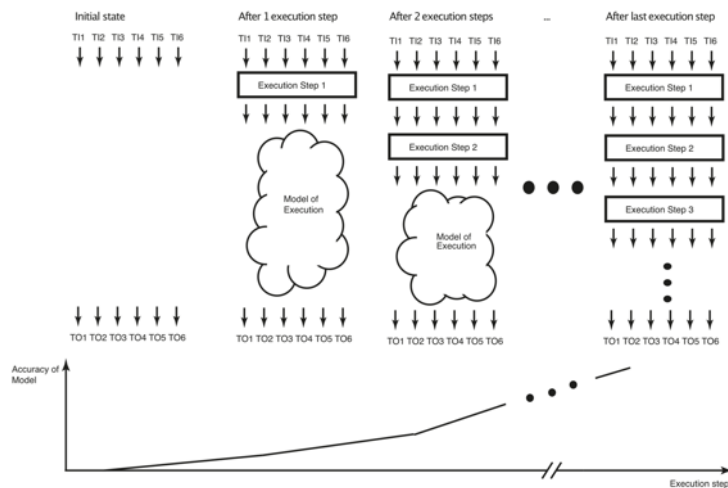 Initial state
TI1 TI2 TI3 TI4 TI5 TI6
TO1 TO2 TO3 TO4 TO5 TO6
After 1 execution step
TI1 TI2 TI3 TI4 TI5 TI6
Execution Step 1
Model of
Execution
TO1 TO2 TO3 TO4 TO5 TO6
After 2 execution steps
TI1 TI2 TI3 TI4 TI5 TI6
Execution Step 1
Execution Step 2
Model of
Execution
TO1 TO2 TO3 TO4 TO5 TO6
...
After last execution step
TI1 TI2 TI3 TI4 TI5 TI6
Execution Step 1
Execution Step 2
Execution Step 3
TO1 TO2 TO3 TO4 TO5 TO6
Accuracy of
Model
Execution step